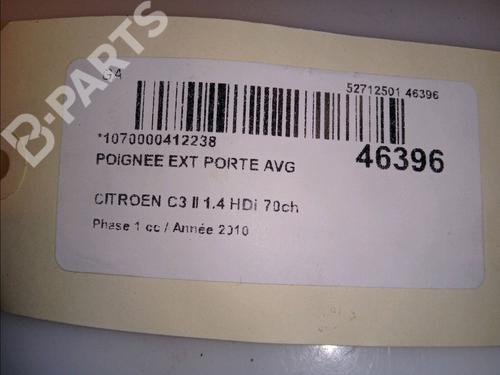 G4
52712501 46396
*1070000412238
46396
POIGNEE EXT PORTE AVG
CITROEN C3 II 1.4 HDi 70ch
Phase 1 cc / Année 2010
B-PARTS